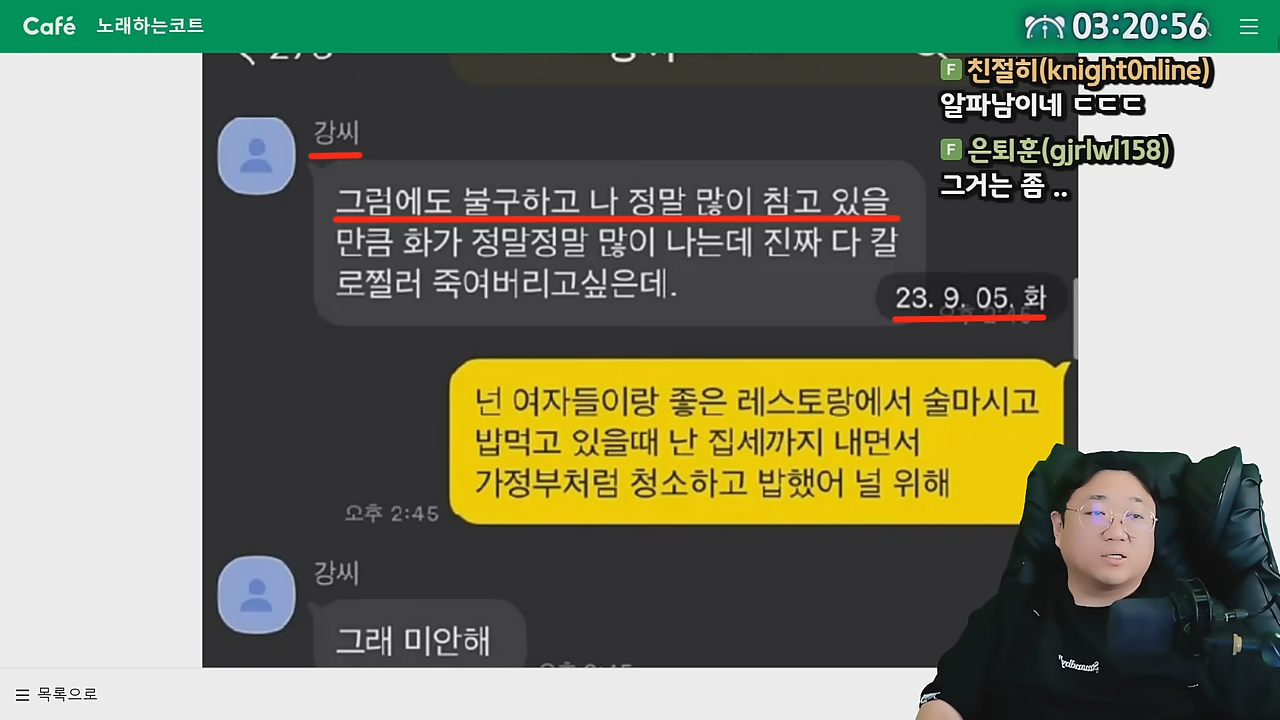 Café 노래하는코트
03:20:56
친절히(knight0nline)
알파남이네 ㄷㄷㄷ
은퇴훈(gjrlwl158)
그거는 좀 ..
강씨
그럼에도 불구하고 나 정말 많이 참고 있을
만큼 화가 정말정말 많이 나는데 진짜 다 칼
로찔러 죽여버리고싶은데.
23. 9. 05. 화
오후 2:45
넌 여자들이랑 좋은 레스토랑에서 술마시고
밥먹고 있을때 난 집세까지 내면서
가정부처럼 청소하고 밥했어 널 위해
오후 2:45
강씨
그래 미안해
목록으로